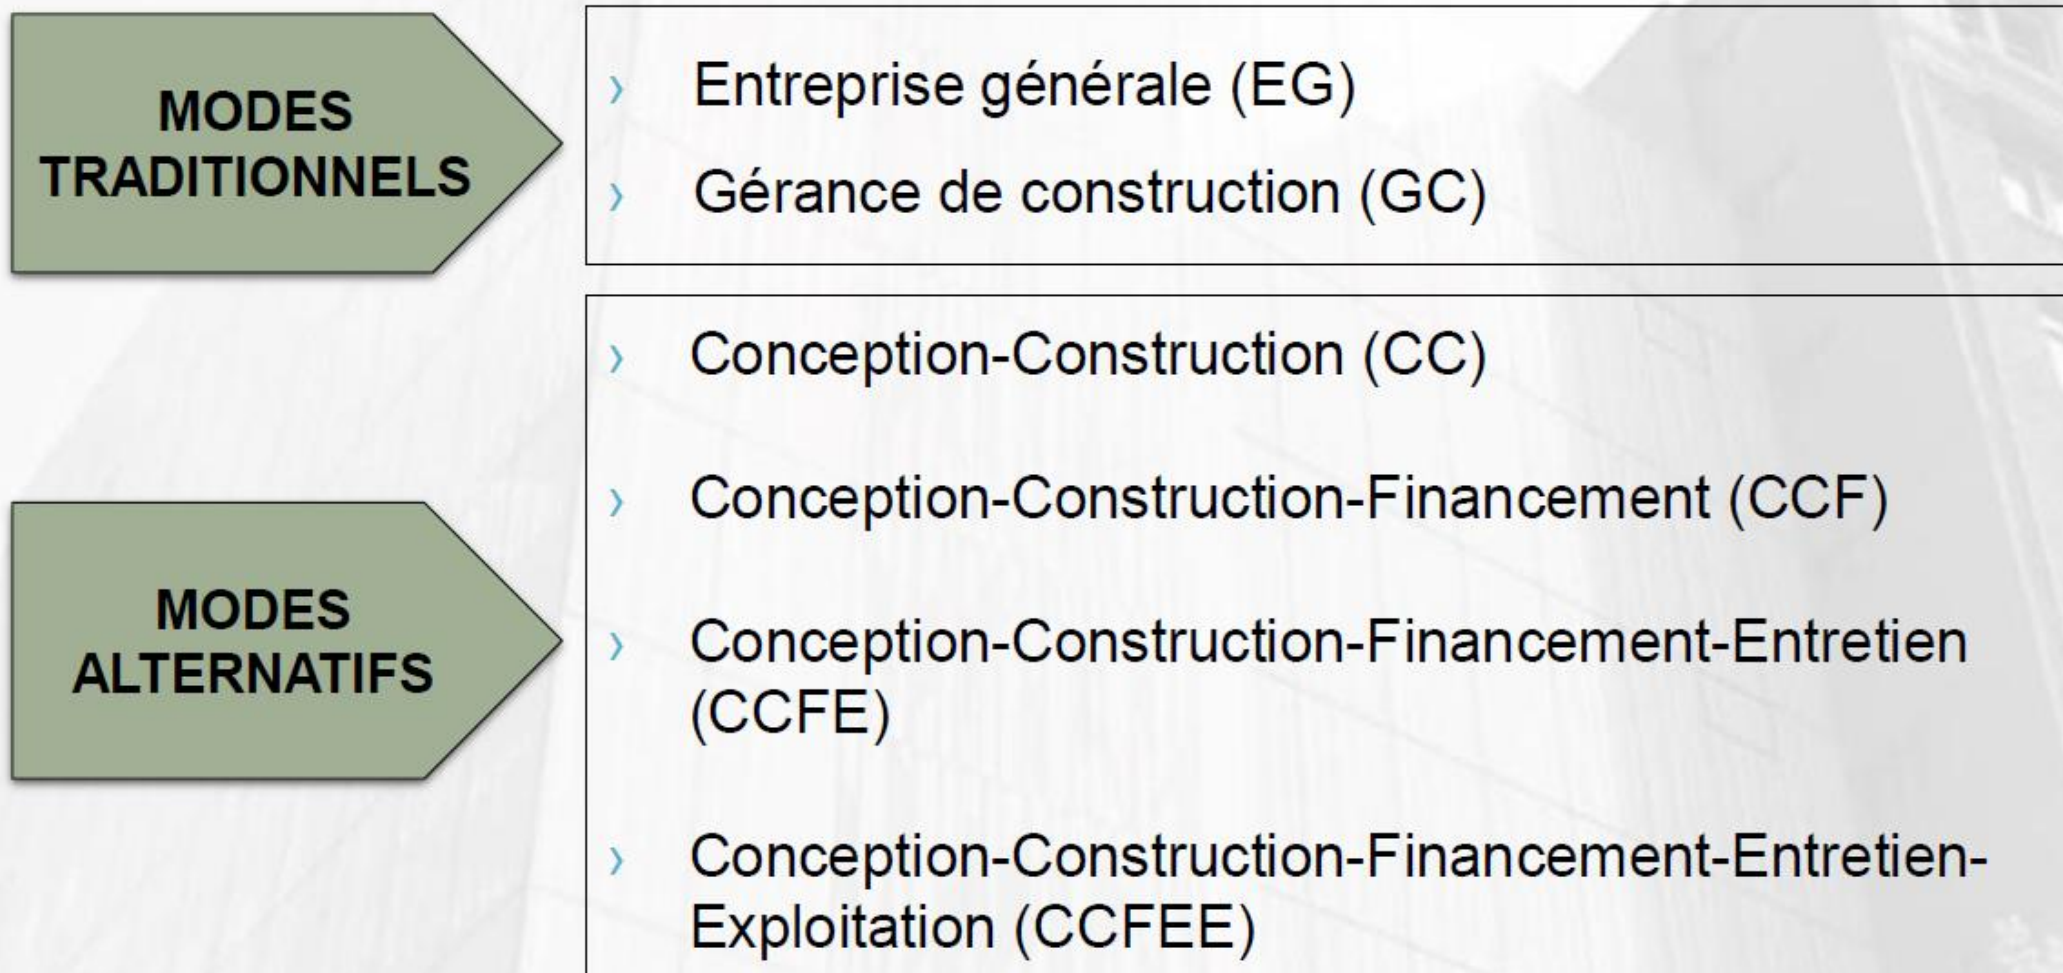 MODES
TRADITIONNELS
› Entreprise générale (EG)
› Gérance de construction (GC)
MODES
ALTERNATIFS
› Conception-Construction (CC)
› Conception-Construction-Financement (CCF)
› Conception-Construction-Financement-Entretien
(CCFE)
› Conception-Construction-Financement-Entretien-
Exploitation (CCFEE)